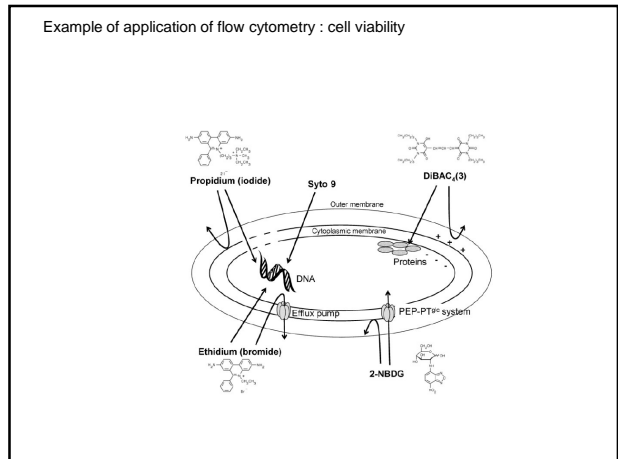 Example of application of flow cytometry : cell viability
Propidium (iodide)
Syto 9
DiBAC4(3)
Outer membrane
Cytoplasmic membrane
Proteins
DNA
Efflux pump
PEP-PTglc system
Ethidium (bromide)
2-NBDG